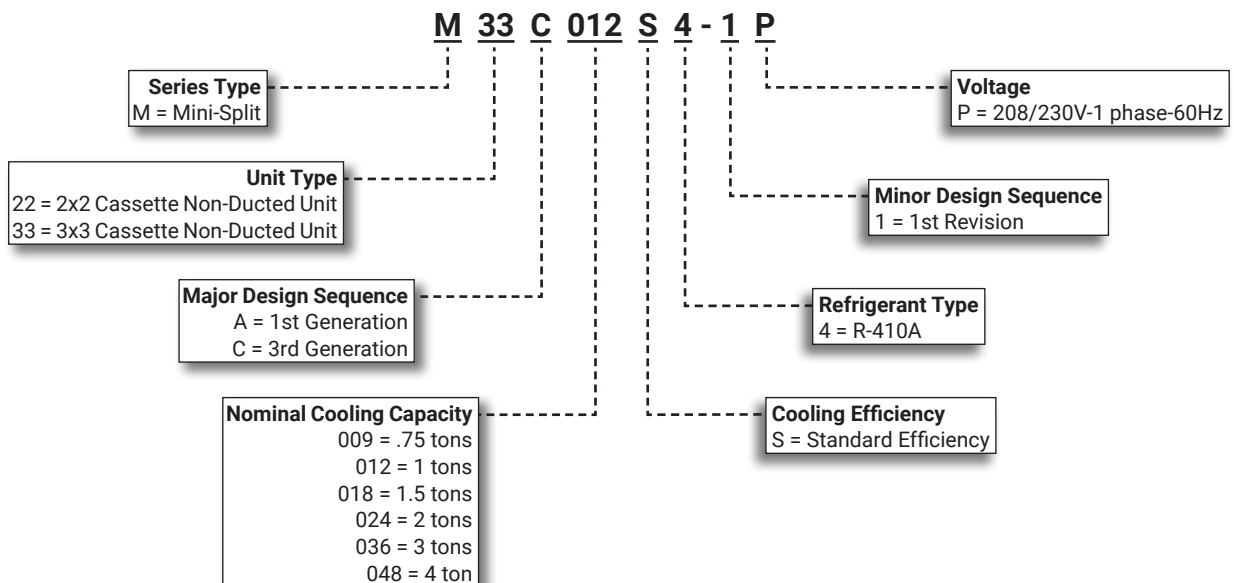 M 33 C 012 S 4 - 1 P
Series Type
M = Mini-Split
Voltage
P = 208/230V-1 phase-60Hz
Unit Type
22 = 2x2 Cassette Non-Ducted Unit
33 = 3x3 Cassette Non-Ducted Unit
Minor Design Sequence
1 = 1st Revision
Major Design Sequence
A = 1st Generation
C = 3rd Generation
Refrigerant Type
4 = R-410A
Nominal Cooling Capacity
009 = .75 tons
012 = 1 tons
018 = 1.5 tons
024 = 2 tons
036 = 3 tons
048 = 4 ton
Cooling Efficiency
S = Standard Efficiency